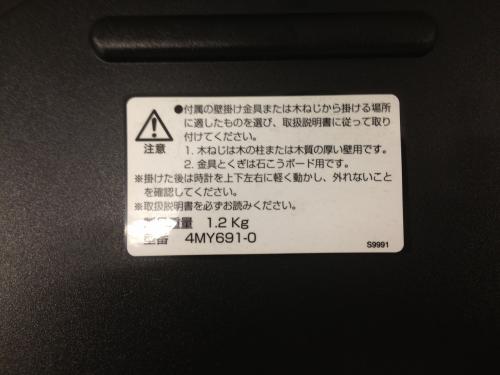 ●付属の壁掛け金具または木ねじから掛ける場所
に適したものを選び、取扱説明書に従って取り
付けてください。
注意
1. 木ねじは木の柱または木質の厚い壁用です。
2. 金具とくぎは石こうボード用です。
※掛けた後は時計を上下左右に軽く動かし、外れないこと
を確認してください。
※取扱説明書を必ずお読みください。
重量 1.2 Kg
型番 4MY691-0
S9991